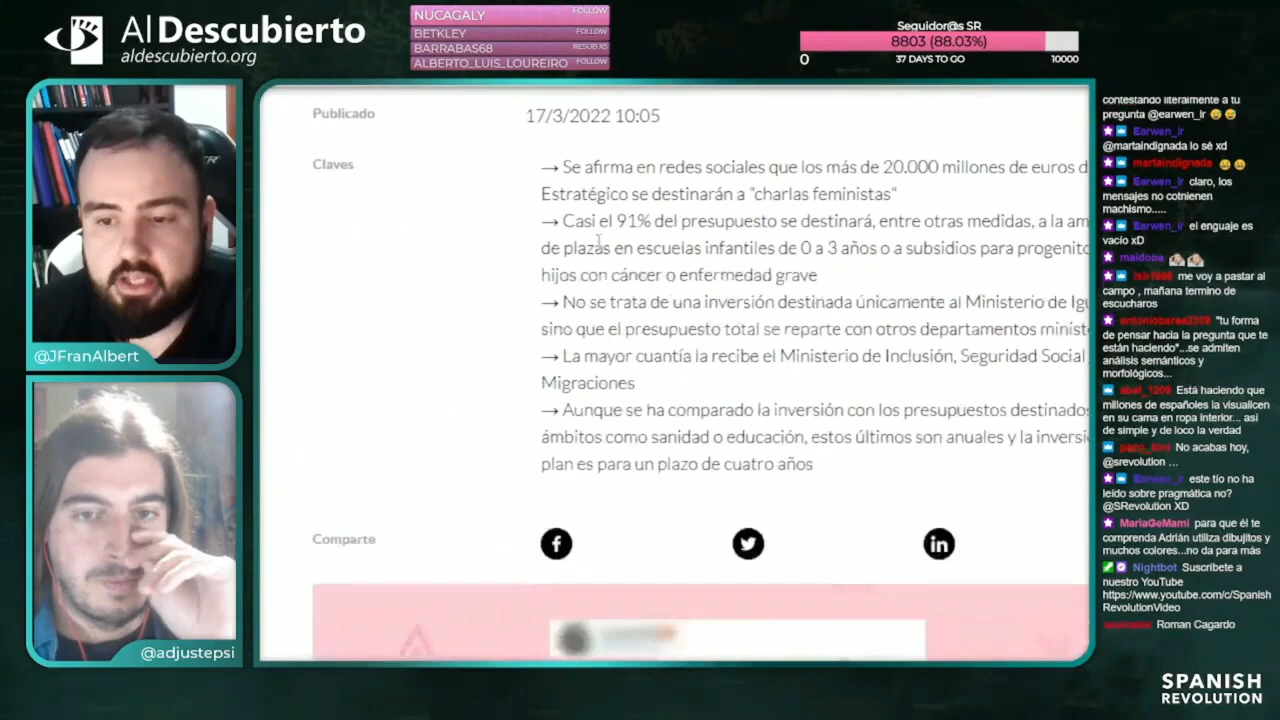 Al Descubierto
aldescubierto.org
NUCAGALY FOLLOW
BETKLEY FOLLOW
BARRABAS68 RESUB X5
ALBERTO_LUIS_LOUREIRO FOLLOW
Seguidor@s SR
8803 (88.03%)
0 37 DAYS TO GO 10000
@JFranAlbert
@adjustepsi
Publicado 17/3/2022 10:05
Claves → Se afirma en redes sociales que los más de 20.000 millones de euros d
Estratégico se destinarán a "charlas feministas"
→ Casi el 91% del presupuesto se destinará, entre otras medidas, a la am
de plazas en escuelas infantiles de 0 a 3 años o a subsidios para progenito
hijos con cáncer o enfermedad grave
→ No se trata de una inversión destinada únicamente al Ministerio de Igu
sino que el presupuesto total se reparte con otros departamentos minist
→ La mayor cuantía la recibe el Ministerio de Inclusión, Seguridad Social
Migraciones
→ Aunque se ha comparado la inversión con los presupuestos destinados
ámbitos como sanidad o educación, estos últimos son anuales y la inversi
plan es para un plazo de cuatro años
Comparte
contestando literalmente a tu
pregunta @earwen_lr
Earwen_lr
@martaindignada lo sé xd
martaindignada
Earwen_lr claro, los
mensajes no cotnienen
machismo.....
Earwen_lr el enguaje es
vacío xD
maldoba
me voy a pastar al
campo , mañana termino de
escucharos
antoniobarea2369 "tu forma
de pensar hacia la pregunta que te
están haciendo"...se admiten
análisis semánticos y
morfológicos...
abel_1209 Está haciendo que
millones de españoles la visualicen
en su cama en ropa interior... así
de simple y de loco la verdad
No acabas hoy,
@srevolution ...
Earwen_lr este tío no ha
leído sobre pragmática no?
@SRevolution XD
MariaGeMami para que él te
comprenda Adrián utiliza dibujitos y
muchos colores...no da para más
Nightbot Suscribete a
nuestro YouTube
https://www.youtube.com/c/Spanish
RevolutionVideo
Roman Cagardo
SPANISH
REVOLUTION